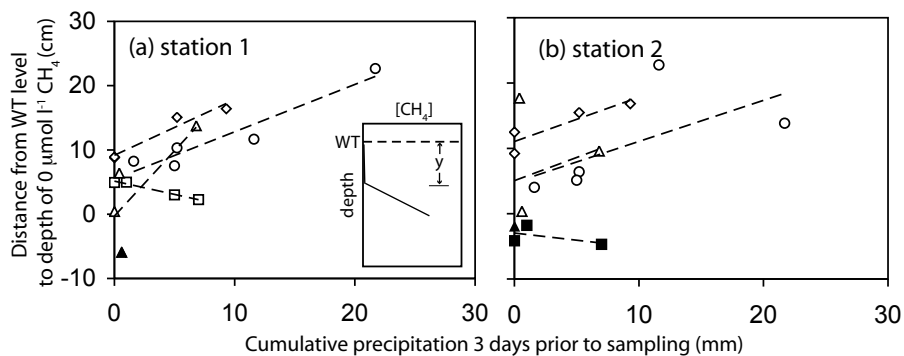 Distance from WT level
to depth of 0 μmol l⁻¹ CH₄ (cm)
30
20
10
0
-10
(a) station 1
[CH₄]
WT
y
depth
0
10
20
30
(b) station 2
0
10
20
30
Cumulative precipitation 3 days prior to sampling (mm)